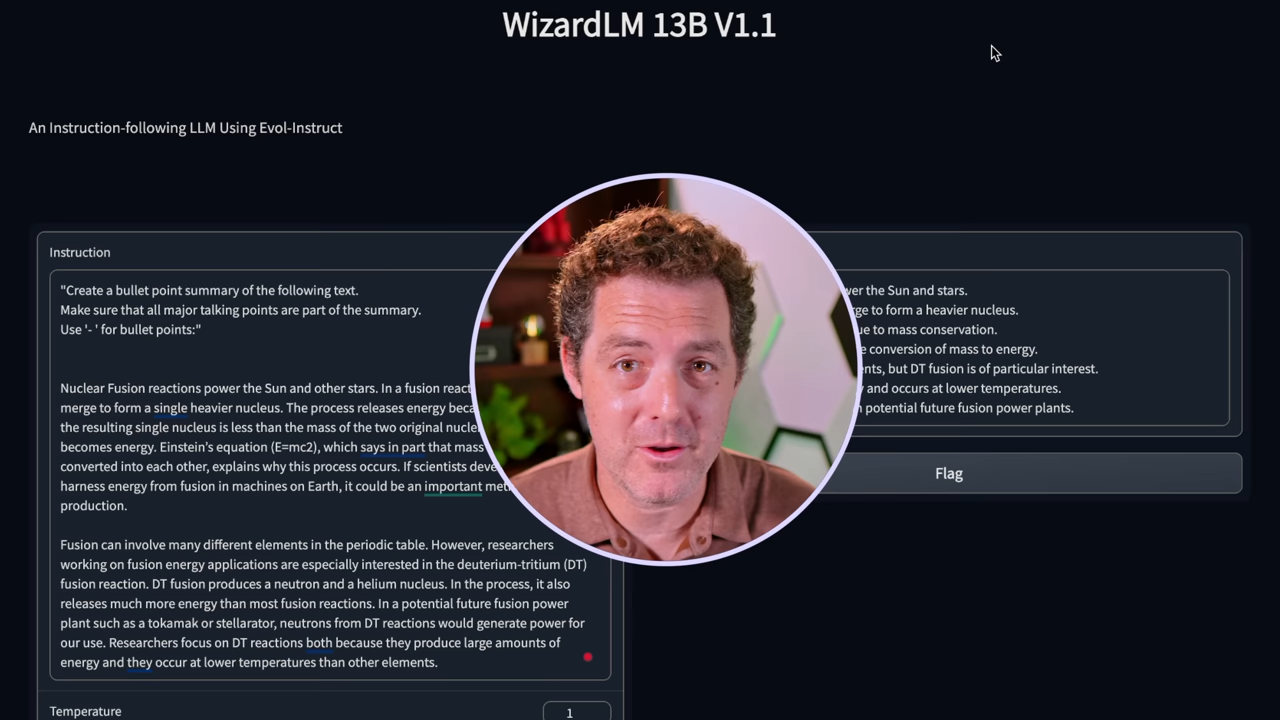 WizardLM 13B V1.1
An Instruction-following LLM Using Evol-Instruct
Instruction
"Create a bullet point summary of the following text.
Make sure that all major talking points are part of the summary.
Use '- ' for bullet points:"
Nuclear Fusion reactions power the Sun and other stars. In a fusion
merge to form a single heavier nucleus. The process releases energy
the resulting single nucleus is less than the mass of the two original
becomes energy. Einstein's equation (E=mc2), which says in part that mass
converted into each other, explains why this process occurs. If scientists
harness energy from fusion in machines on Earth, it could be an important
production.
Fusion can involve many different elements in the periodic table. However, researchers
working on fusion energy applications are especially interested in the deuterium-tritium (DT)
fusion reaction. DT fusion produces a neutron and a helium nucleus. In the process, it also
releases much more energy than most fusion reactions. In a potential future fusion power
plant such as a tokamak or stellarator, neutrons from DT reactions would generate power for
our use. Researchers focus on DT reactions both because they produce large amounts of
energy and they occur at lower temperatures than other elements.
Temperature
1
the Sun and stars.
to form a heavier nucleus.
to mass conservation.
conversion of mass to energy.
but DT fusion is of particular interest.
and occurs at lower temperatures.
potential future fusion power plants.
Flag